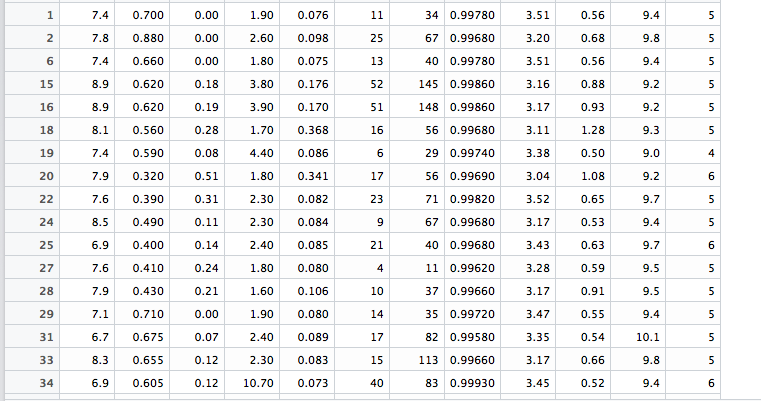 1 7.4 0.700 0.00 1.90 0.076 11 34 0.99780 3.51 0.56 9.4 5
2 7.8 0.880 0.00 2.60 0.098 25 67 0.99680 3.20 0.68 9.8 5
6 7.4 0.660 0.00 1.80 0.075 13 40 0.99780 3.51 0.56 9.4 5
15 8.9 0.620 0.18 3.80 0.176 52 145 0.99860 3.16 0.88 9.2 5
16 8.9 0.620 0.19 3.90 0.170 51 148 0.99860 3.17 0.93 9.2 5
18 8.1 0.560 0.28 1.70 0.368 16 56 0.99680 3.11 1.28 9.3 5
19 7.4 0.590 0.08 4.40 0.086 6 29 0.99740 3.38 0.50 9.0 4
20 7.9 0.320 0.51 1.80 0.341 17 56 0.99690 3.04 1.08 9.2 6
22 7.6 0.390 0.31 2.30 0.082 23 71 0.99820 3.52 0.65 9.7 5
24 8.5 0.490 0.11 2.30 0.084 9 67 0.99680 3.17 0.53 9.4 5
25 6.9 0.400 0.14 2.40 0.085 21 40 0.99680 3.43 0.63 9.7 6
27 7.6 0.410 0.24 1.80 0.080 4 11 0.99620 3.28 0.59 9.5 5
28 7.9 0.430 0.21 1.60 0.106 10 37 0.99660 3.17 0.91 9.5 5
29 7.1 0.710 0.00 1.90 0.080 14 35 0.99720 3.47 0.55 9.4 5
31 6.7 0.675 0.07 2.40 0.089 17 82 0.99580 3.35 0.54 10.1 5
33 8.3 0.655 0.12 2.30 0.083 15 113 0.99660 3.17 0.66 9.8 5
34 6.9 0.605 0.12 10.70 0.073 40 83 0.99930 3.45 0.52 9.4 6